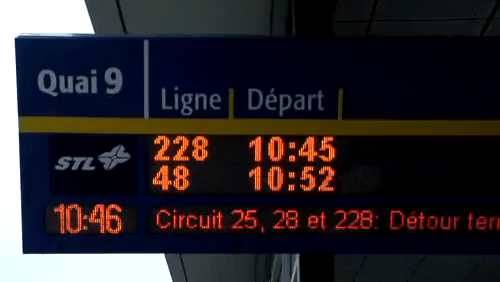 Quai 9
Ligne Départ
STL 228 10:45
48 10:52
10:46 Circuit 25, 28 et 228: Détour